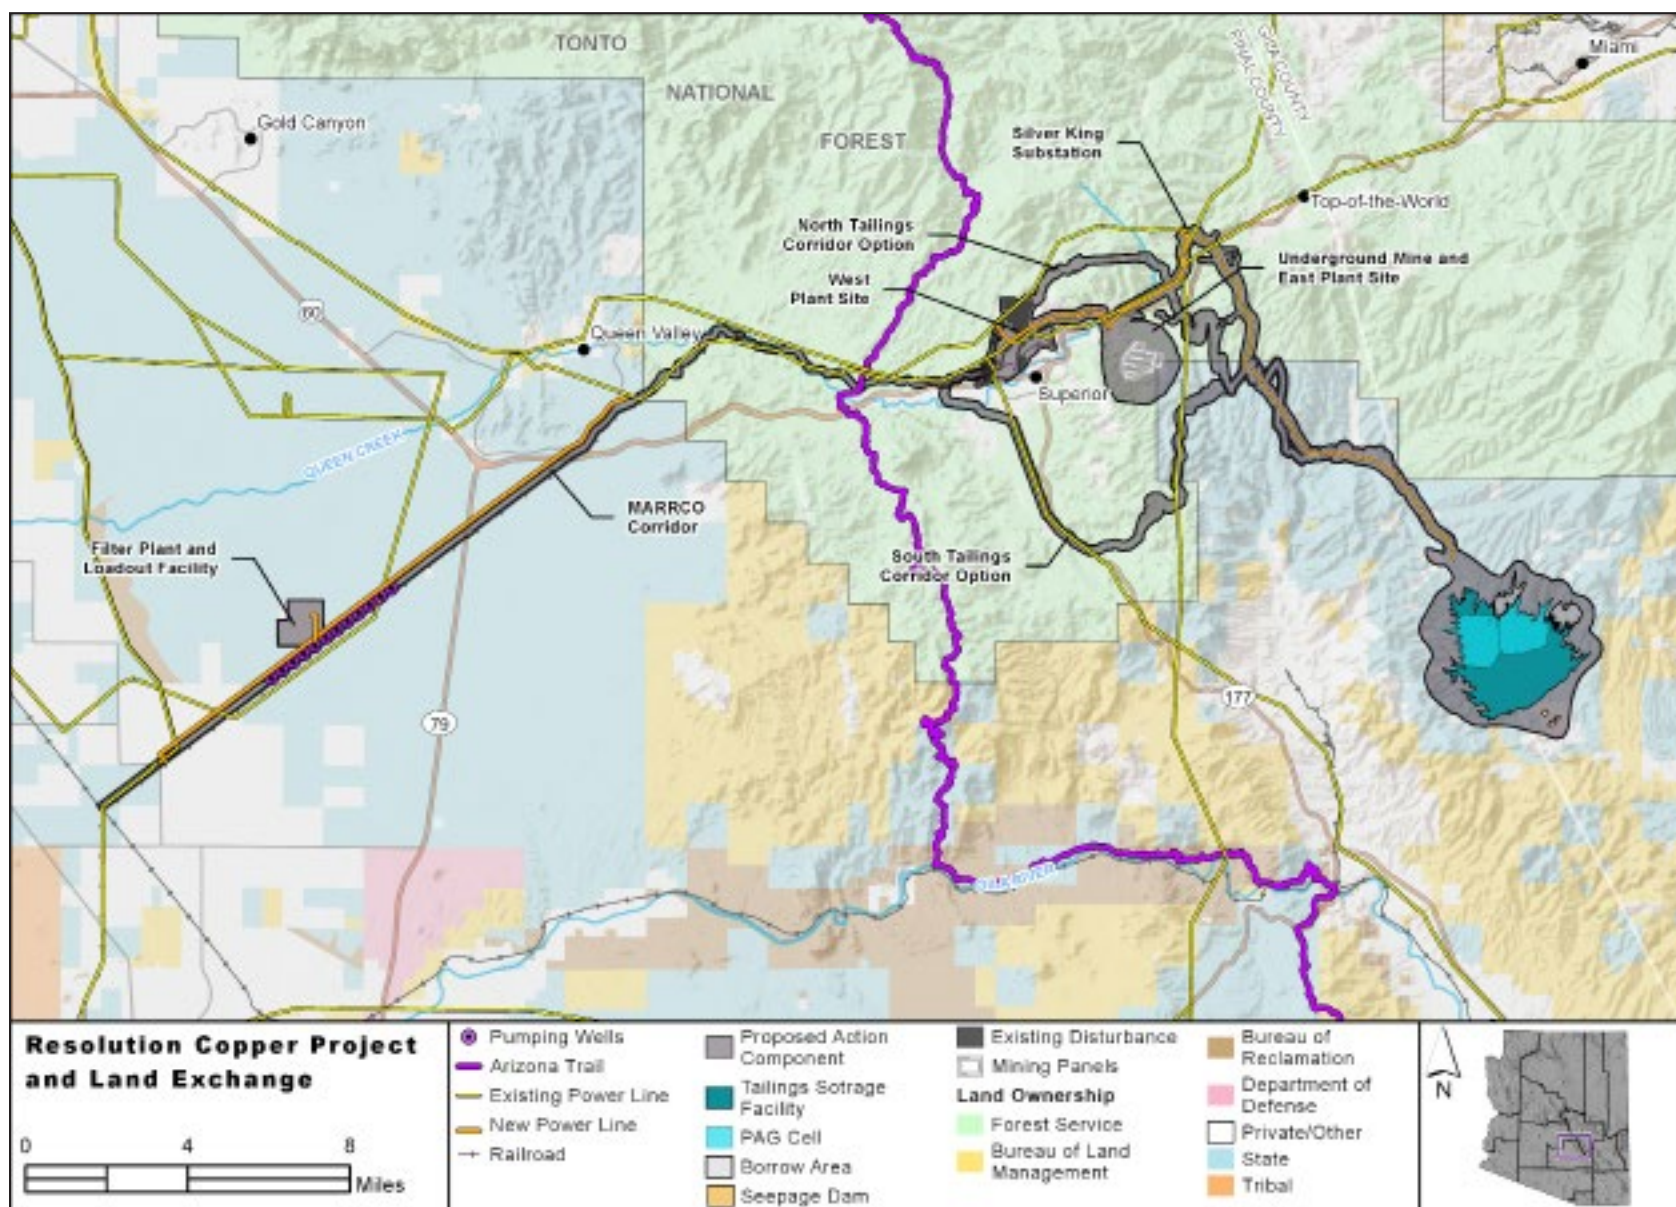 TONTO
NATIONAL
FOREST
GILA COUNTY
PINAL COUNTY
Miami
Gold Canyon
Silver King
Substation
Top-of-the-World
North Tailings
Corridor Option
Underground Mine and
East Plant Site
West
Plant Site
60
Queen Valley
Superior
QUEEN CREEK
MARRCO
Corridor
Filter Plant and
Loadout Facility
South Tailings
Corridor Option
79
177
GILA RIVER
Resolution Copper Project
and Land Exchange
0 4 8
Miles
Pumping Wells
Arizona Trail
Existing Power Line
New Power Line
Railroad
Proposed Action
Component
Tailings Sotrage
Facility
PAG Cell
Borrow Area
Seepage Dam
Existing Disturbance
Mining Panels
Land Ownership
Forest Service
Bureau of Land
Management
Bureau of
Reclamation
Department of
Defense
Private/Other
State
Tribal
N